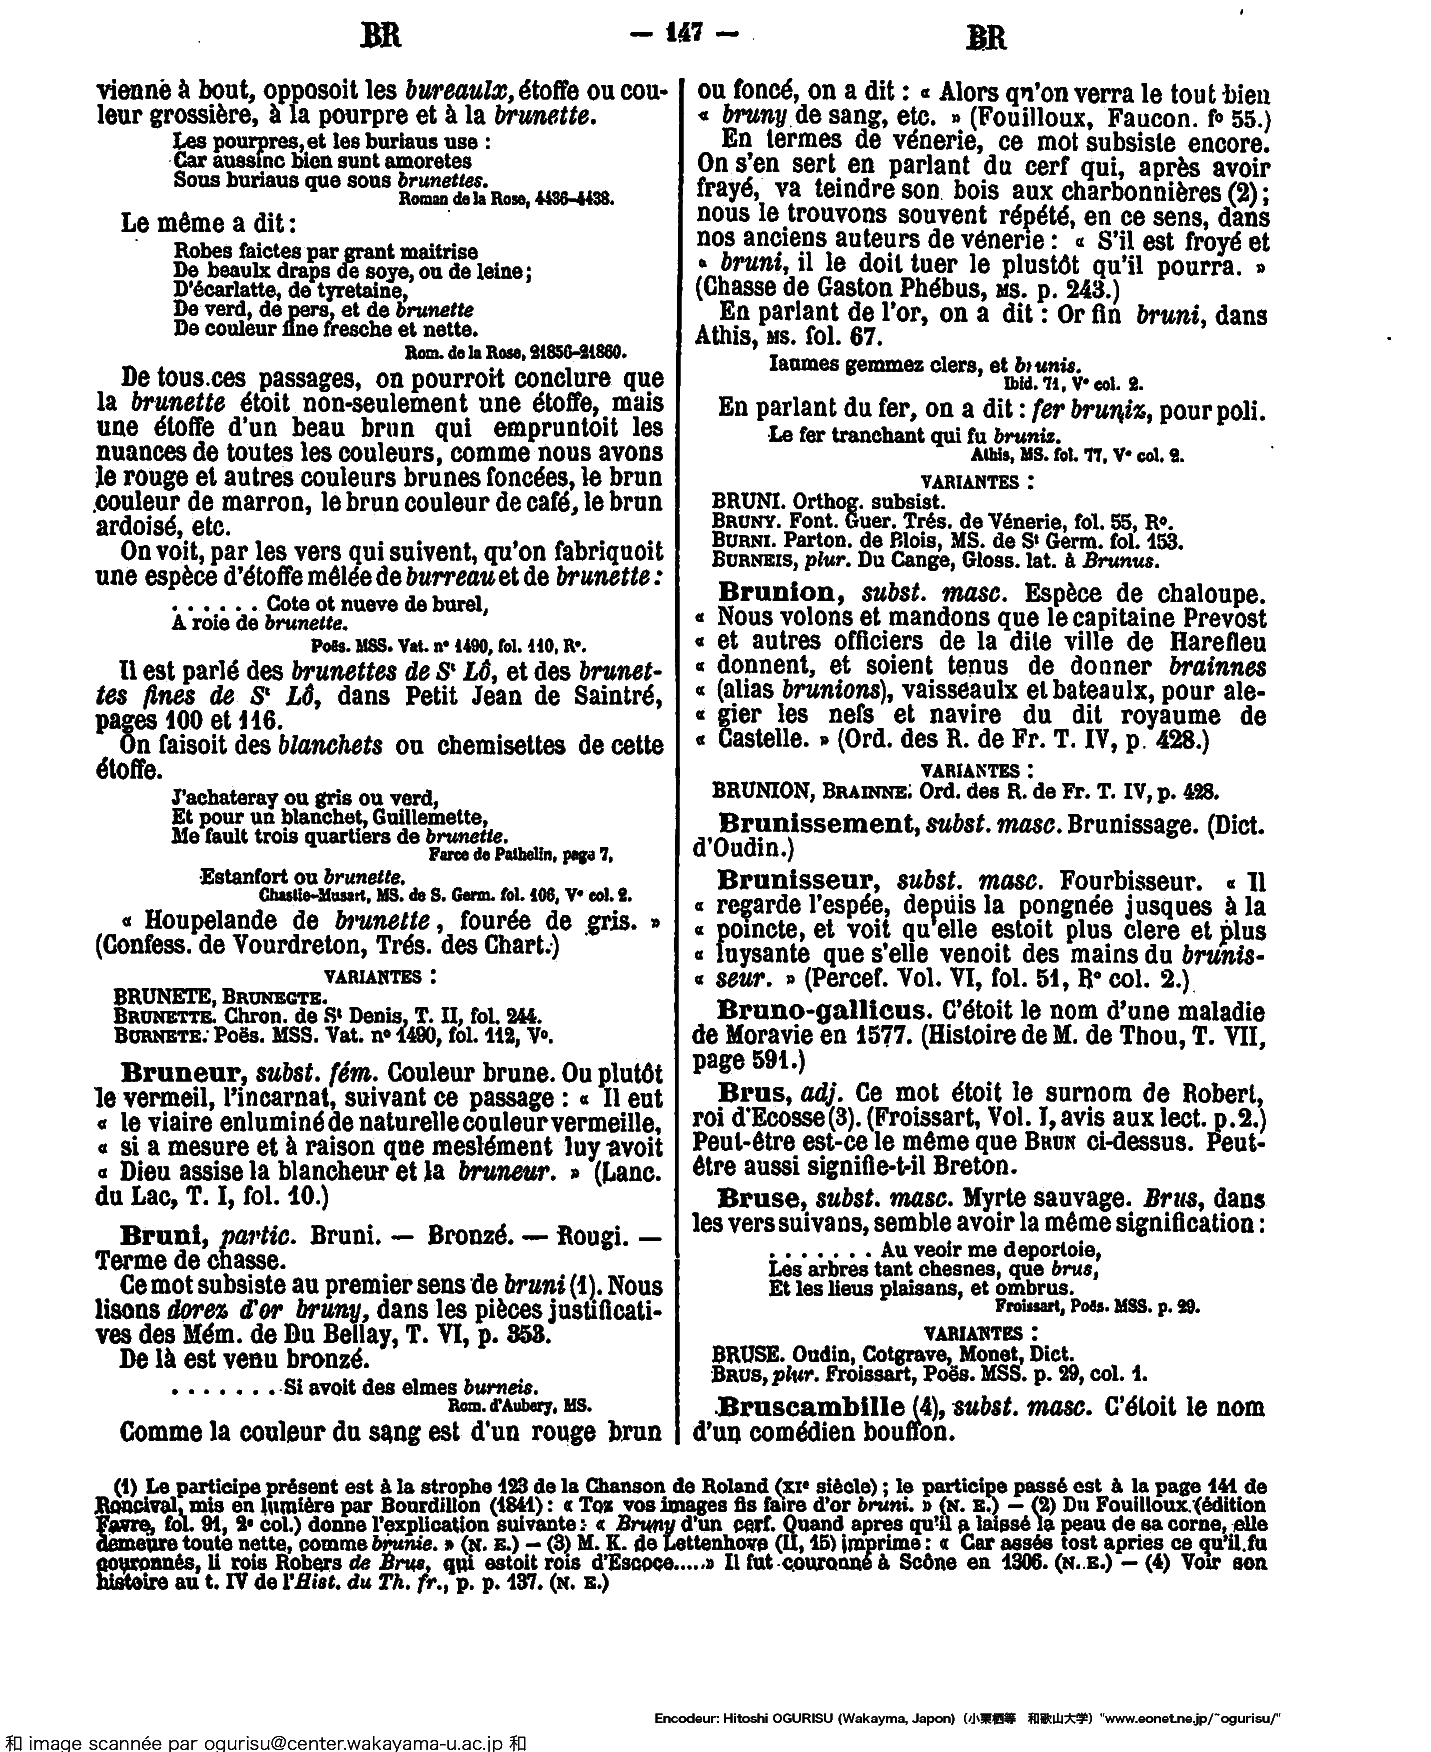 BR — 147 — BR
vienne à bout, opposoit les bureaulx, étoffe ou cou-
leur grossière, à la pourpre et à la brunette.
Les pourpres, et les buriaus use :
Car aussinc bien sunt amoretes
Sous buriaus que sous brunettes.
Roman de la Rose, 4436-4438.
Le même a dit :
Robes faictes par grant maitrise
De beaulx draps de soye, ou de leine ;
D'écarlatte, de tyretaine,
De verd, de pers, et de brunette
De couleur fine fresche et nette.
Rom. de la Rose, 21856-21860.
De tous ces passages, on pourroit conclure que
la brunette étoit non-seulement une étoffe, mais
une étoffe d'un beau brun qui empruntoit les
nuances de toutes les couleurs, comme nous avons
le rouge et autres couleurs brunes foncées, le brun
couleur de marron, le brun couleur de café, le brun
ardoisé, etc.
On voit, par les vers qui suivent, qu'on fabriquoit
une espèce d'étoffe mêlée de burreau et de brunette :
. . . . . . Cote ot nueve de burel,
A roie de brunette.
Poës. MSS. Vat. n° 1490, fol. 110, R°.
Il est parlé des brunettes de St Lô, et des brunet-
tes fines de St Lô, dans Petit Jean de Saintré,
pages 100 et 116.
On faisoit des blanchets ou chemisettes de cette
étoffe.
J'achateray ou gris ou verd,
Et pour un blanchet, Guillemette,
Me fault trois quartiers de brunette.
Farce de Pathelin, page 7,
Estanfort ou brunette.
Chastie-Musart, MS. de S. Germ. fol. 106, V° col. 2.
« Houpelande de brunette, fourée de gris. »
(Confess. de Vourdreton, Trés. des Chart.)
VARIANTES :
BRUNETE, BRUNEGTE.
BRUNETTE. Chron. de St Denis, T. II, fol. 244.
BURNETE. Poës. MSS. Vat. n° 1490, fol. 112, V°.
Bruneur, subst. fém. Couleur brune. Ou plutôt
le vermeil, l'incarnat, suivant ce passage : « Il eut
« le viaire enluminé de naturelle couleur vermeille,
« si a mesure et à raison que meslément luy avoit
« Dieu assise la blancheur et la bruneur. » (Lanc.
du Lac, T. I, fol. 10.)
Bruni, partic. Bruni. — Bronzé. — Rougi. —
Terme de chasse.
Ce mot subsiste au premier sens de bruni (1). Nous
lisons dorez d'or bruny, dans les pièces justificati-
ves des Mém. de Du Bellay, T. VI, p. 353.
De là est venu bronzé.
. . . . . . . Si avoit des elmes burneis.
Rom. d'Aubery, MS.
Comme la couleur du sang est d'un rouge brun
ou foncé, on a dit : « Alors qu'on verra le tout bien
« bruny de sang, etc. » (Fouilloux, Faucon. f° 55.)
En termes de vénerie, ce mot subsiste encore.
On s'en sert en parlant du cerf qui, après avoir
frayé, va teindre son bois aux charbonnières (2) ;
nous le trouvons souvent répété, en ce sens, dans
nos anciens auteurs de vénerie : « S'il est froyé et
« bruni, il le doit tuer le plustôt qu'il pourra. »
(Chasse de Gaston Phébus, MS. p. 243.)
En parlant de l'or, on a dit : Or fin bruni, dans
Athis, MS. fol. 67.
Iaumes gemmez clers, et brunis.
Ibid. 71, V° col. 2.
En parlant du fer, on a dit : fer bruniz, pour poli.
Le fer tranchant qui fu bruniz.
Athis, MS. fol. 77, V° col. 2.
VARIANTES :
BRUNI. Orthog. subsist.
BRUNY. Font. Guer. Trés. de Vénerie, fol. 55, R°.
BURNI. Parton. de Blois, MS. de St Germ. fol. 153.
BURNEIS, plur. Du Cange, Gloss. lat. à Brunus.
Brunion, subst. masc. Espèce de chaloupe.
« Nous volons et mandons que le capitaine Prevost
« et autres officiers de la dite ville de Harefleu
« donnent, et soient tenus de donner brainnes
« (alias brunions), vaisseaulx et bateaulx, pour ale-
« gier les nefs et navire du dit royaume de
« Castelle. » (Ord. des R. de Fr. T. IV, p. 428.)
VARIANTES :
BRUNION, BRAINNE. Ord. des R. de Fr. T. IV, p. 428.
Brunissement, subst. masc. Brunissage. (Dict.
d'Oudin.)
Brunisseur, subst. masc. Fourbisseur. « Il
« regarde l'espée, depuis la pongnée jusques à la
« poincte, et voit qu'elle estoit plus clere et plus
« luysante que s'elle venoit des mains du brunis-
« seur. » (Percef. Vol. VI, fol. 51, R° col. 2.)
Bruno-gallicus. C'étoit le nom d'une maladie
de Moravie en 1577. (Histoire de M. de Thou, T. VII,
page 591.)
Brus, adj. Ce mot étoit le surnom de Robert,
roi d'Ecosse (3). (Froissart, Vol. I, avis aux lect. p. 2.)
Peut-être est-ce le même que BRUN ci-dessus. Peut-
être aussi signifie-t-il Breton.
Bruse, subst. masc. Myrte sauvage. Brus, dans
les vers suivans, semble avoir la même signification :
. . . . . . . Au veoir me deportoie,
Les arbres tant chesnes, que brus,
Et les lieus plaisans, et ombrus.
Froissart, Poës. MSS. p. 29.
VARIANTES :
BRUSE. Oudin, Cotgrave, Monet, Dict.
BRUS, plur. Froissart, Poës. MSS. p. 29, col. 1.
Bruscambille (4), subst. masc. C'étoit le nom
d'un comédien bouffon.
(1) Le participe présent est à la strophe 123 de la Chanson de Roland (XIe siècle) ; le participe passé est à la page 141 de
Roncival, mis en lumière par Bourdillon (1841) : « Toz vos images fis faire d'or bruni. » (N. E.) — (2) Du Fouilloux (édition
Favre, fol. 91, 2e col.) donne l'explication suivante : « Bruny d'un cerf. Quand apres qu'il a laissé la peau de sa corne, elle
demeure toute nette, comme brunie. » (N. E.) — (3) M. K. de Lettenhove (II, 15) imprime : « Car assés tost apries ce qu'il fu
couronnés, li rois Robers de Brus, qui estoit rois d'Escoce..... » Il fut couronné à Scône en 1306. (N. E.) — (4) Voir son
histoire au t. IV de l'Hist. du Th. fr., p. p. 137. (N. E.)
Encodeur: Hitoshi OGURISU (Wakayma, Japon) (小栗栖等 和歌山大学) "www.eonet.ne.jp/~ogurisu/"
和 image scannée par ogurisu@center.wakayama-u.ac.jp 和